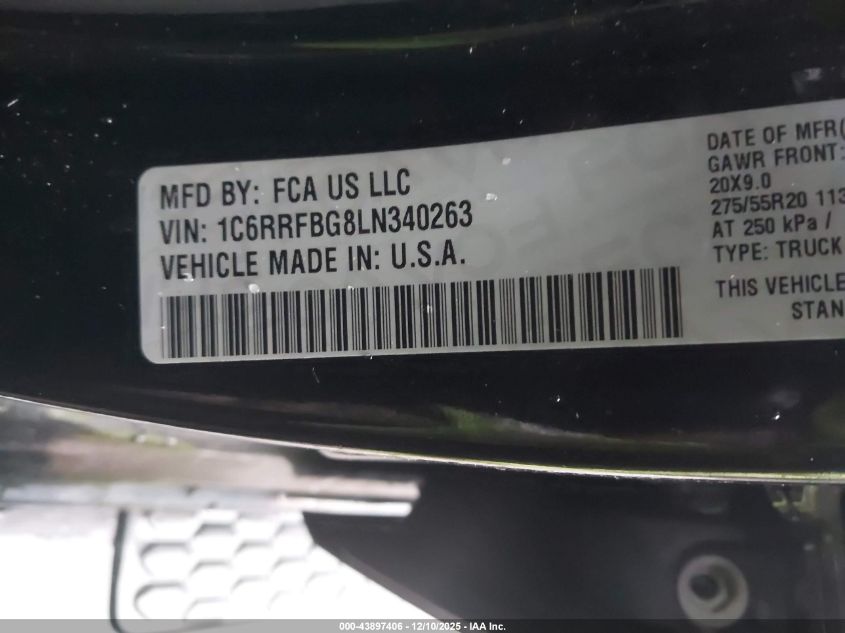 MFD BY: FCA US LLC
VIN: 1C6RRFBG8LN340263
VEHICLE MADE IN: U.S.A.
DATE OF MFR(
GAWR FRONT:
20X9.0
275/55R20 113
AT 250 kPa /
TYPE: TRUCK
THIS VEHICLE
STAN
000-43897406 - 12/10/2025 - IAA Inc.